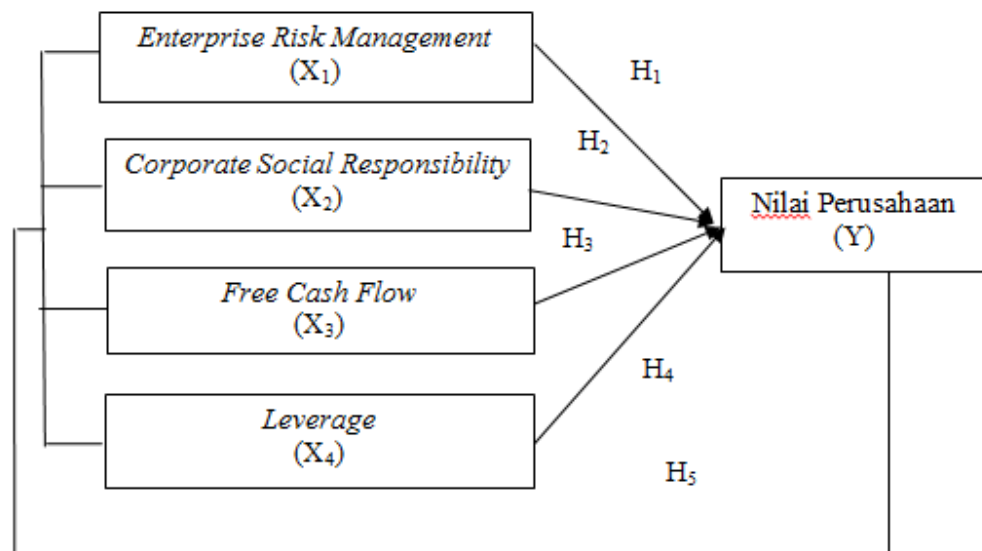 Enterprise Risk Management
(X₁)
H₁
H₂
Corporate Social Responsibility
(X₂)
Nilai Perusahaan
(Y)
H₃
Free Cash Flow
(X₃)
H₄
Leverage
(X₄)
H₅